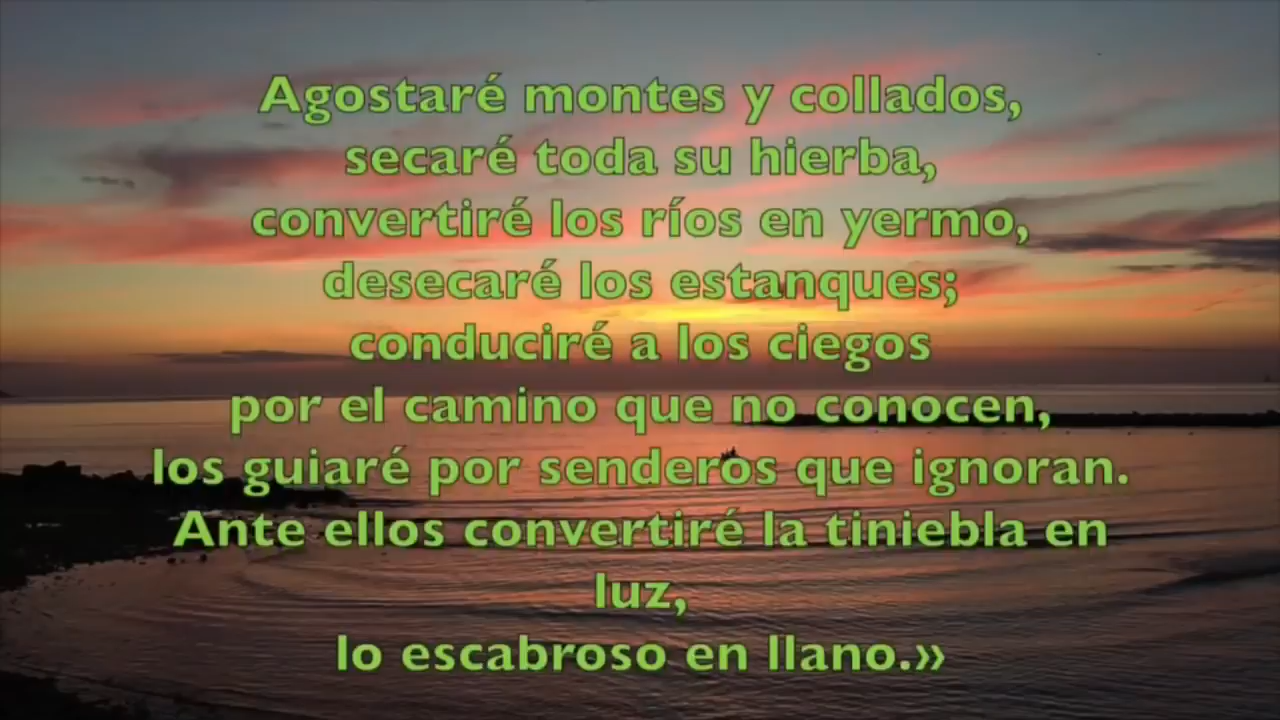 Agostaré montes y collados,
secaré toda su hierba,
convertiré los ríos en yermo,
desecaré los estanques;
conduciré a los ciegos
por el camino que no conocen,
los guiaré por senderos que ignoran.
Ante ellos convertiré la tiniebla en
luz,
lo escabroso en llano.»